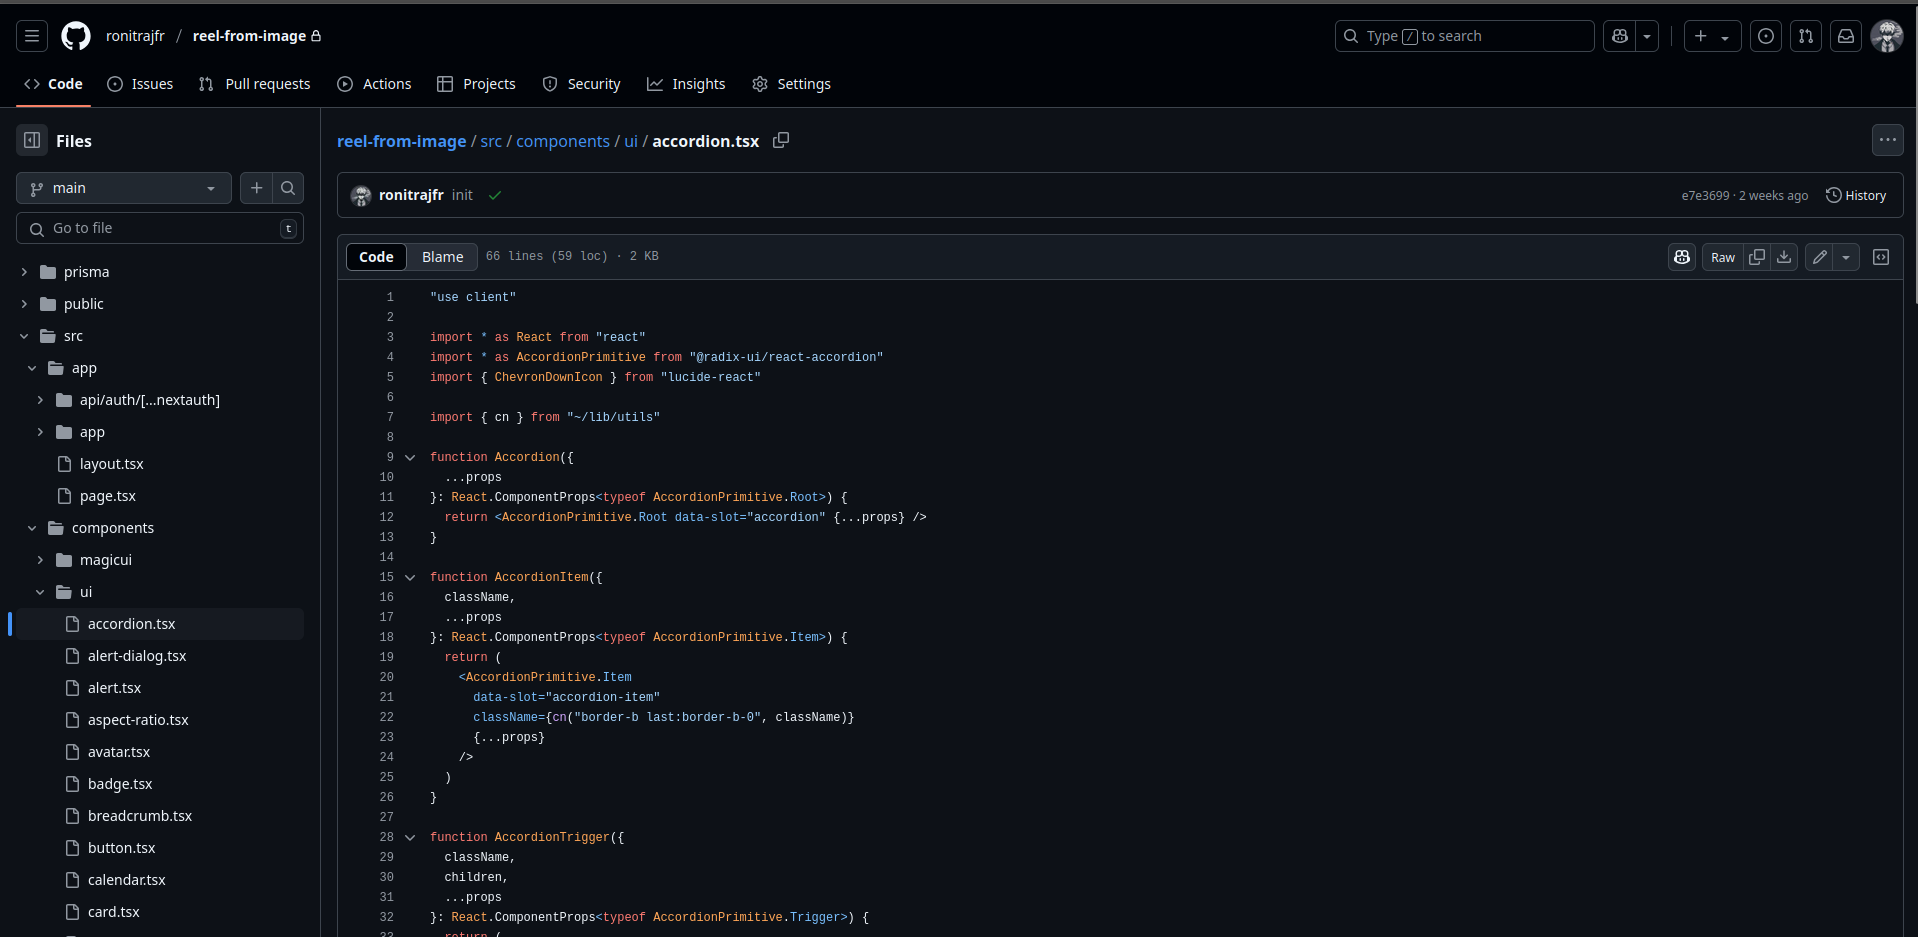 ronitrajfr / reel-from-image
Type / to search
Code Issues Pull requests Actions Projects Security Insights Settings
Files
main
Go to file t
prisma
public
src
app
api/auth/[...nextauth]
app
layout.tsx
page.tsx
components
magicui
ui
accordion.tsx
alert-dialog.tsx
alert.tsx
aspect-ratio.tsx
avatar.tsx
badge.tsx
breadcrumb.tsx
button.tsx
calendar.tsx
card.tsx
reel-from-image / src / components / ui / accordion.tsx
ronitrajfr init
e7e3699 · 2 weeks ago History
Code Blame 66 lines (59 loc) · 2 KB
Raw
1 "use client"
2
3 import * as React from "react"
4 import * as AccordionPrimitive from "@radix-ui/react-accordion"
5 import { ChevronDownIcon } from "lucide-react"
6
7 import { cn } from "~/lib/utils"
8
9 function Accordion({
10 ...props
11 }: React.ComponentProps<typeof AccordionPrimitive.Root>) {
12 return <AccordionPrimitive.Root data-slot="accordion" {...props} />
13 }
14
15 function AccordionItem({
16 className,
17 ...props
18 }: React.ComponentProps<typeof AccordionPrimitive.Item>) {
19 return (
20 <AccordionPrimitive.Item
21 data-slot="accordion-item"
22 className={cn("border-b last:border-b-0", className)}
23 {...props}
24 />
25 )
26 }
27
28 function AccordionTrigger({
29 className,
30 children,
31 ...props
32 }: React.ComponentProps<typeof AccordionPrimitive.Trigger>) {
33 return (